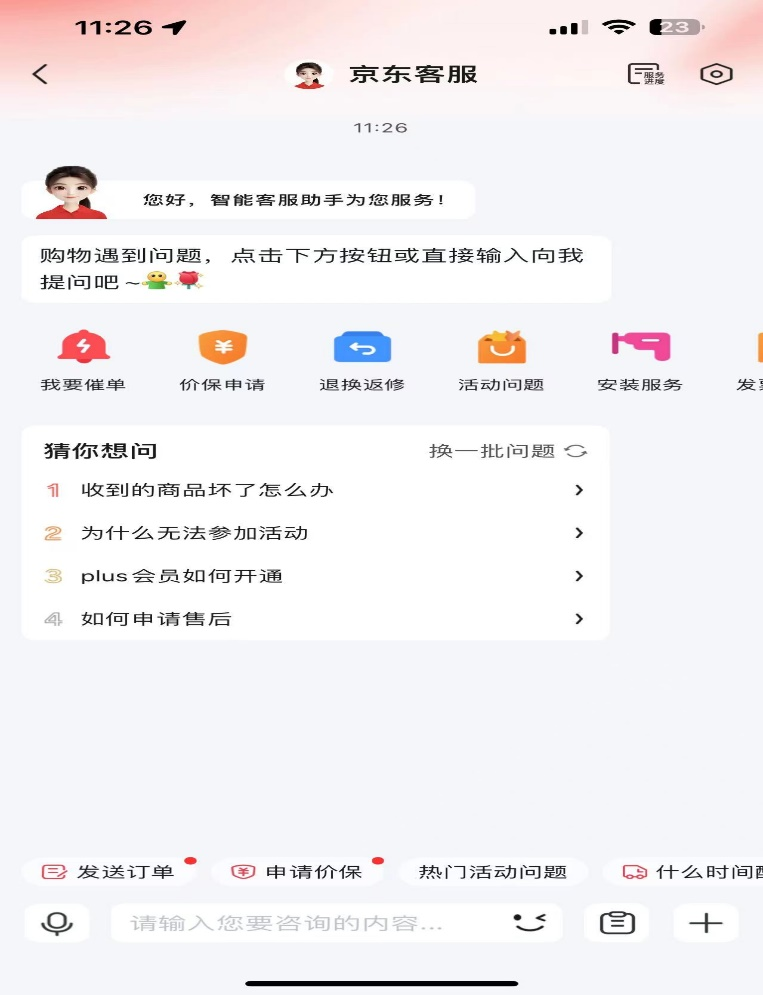 11:26
23
京东客服
服务
进度
11:26
您好，智能客服助手为您服务！
购物遇到问题，点击下方按钮或直接输入向我
提问吧~
我要催单 价保申请 退换返修 活动问题 安装服务 发
猜你想问 换一批问题
1 收到的商品坏了怎么办
2 为什么无法参加活动
3 plus会员如何开通
4 如何申请售后
发送订单 申请价保 热门活动问题 什么时间
请输入您要咨询的内容...